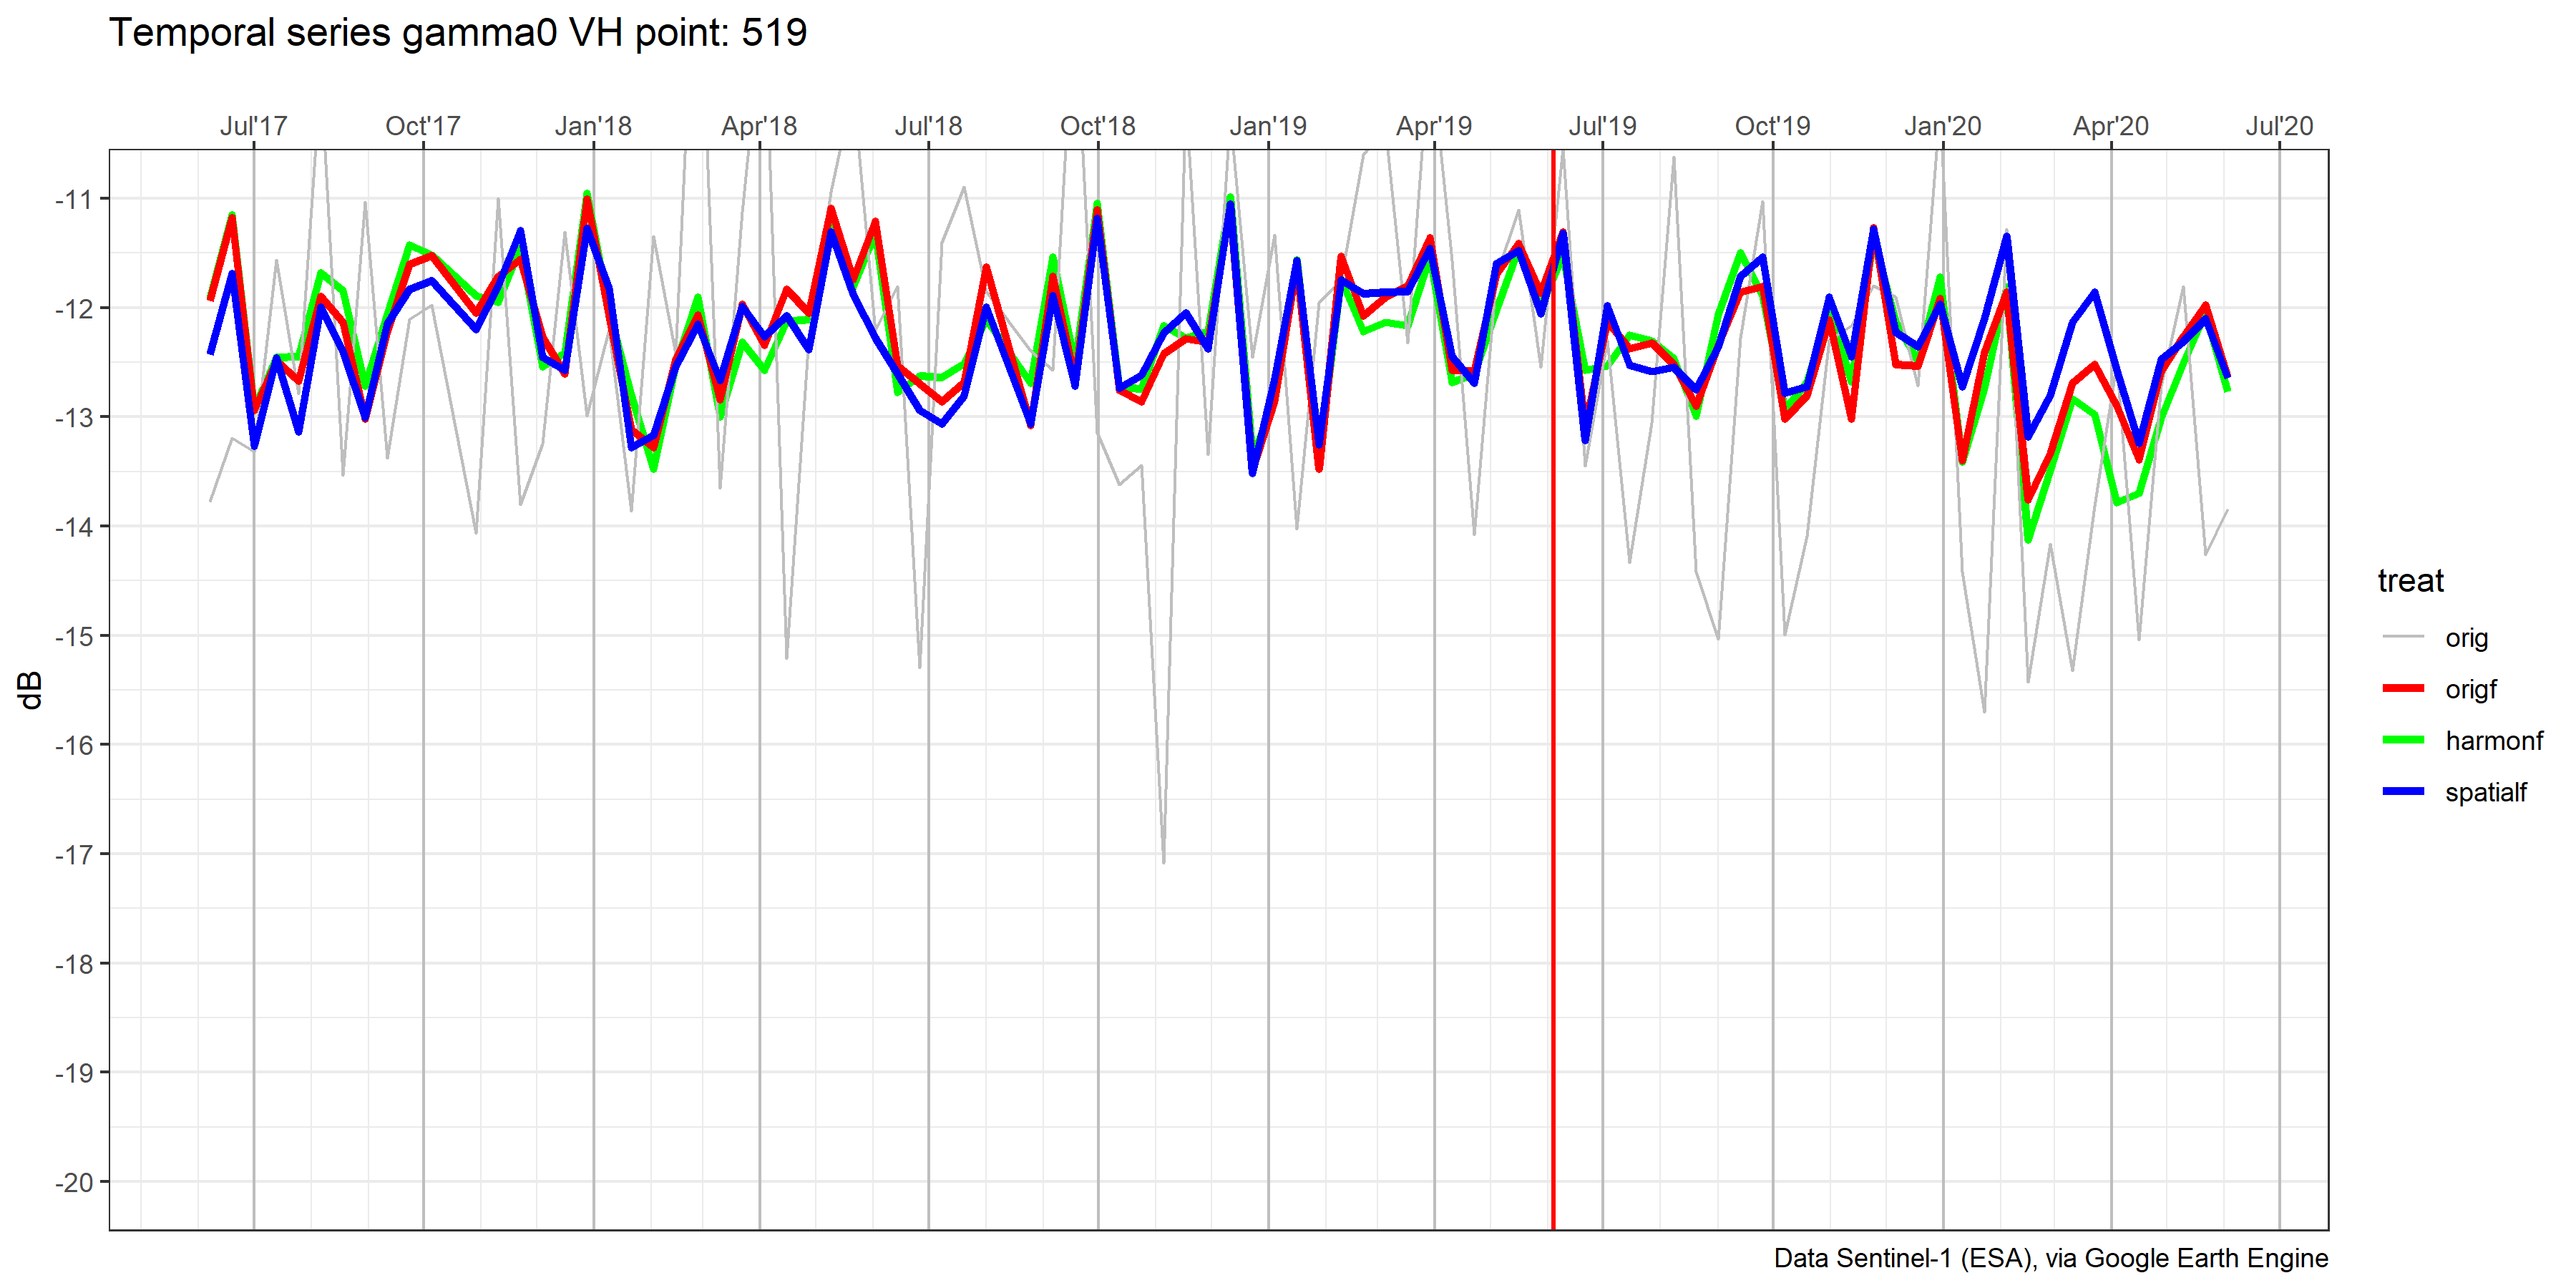 Temporal series gamma0 VH point: 519
Jul'17 Oct'17 Jan'18 Apr'18 Jul'18 Oct'18 Jan'19 Apr'19 Jul'19 Oct'19 Jan'20 Apr'20 Jul'20
-11
-12
-13
-14
-15
-16
-17
-18
-19
-20
dB
treat
orig
origf
harmonf
spatialf
Data Sentinel-1 (ESA), via Google Earth Engine